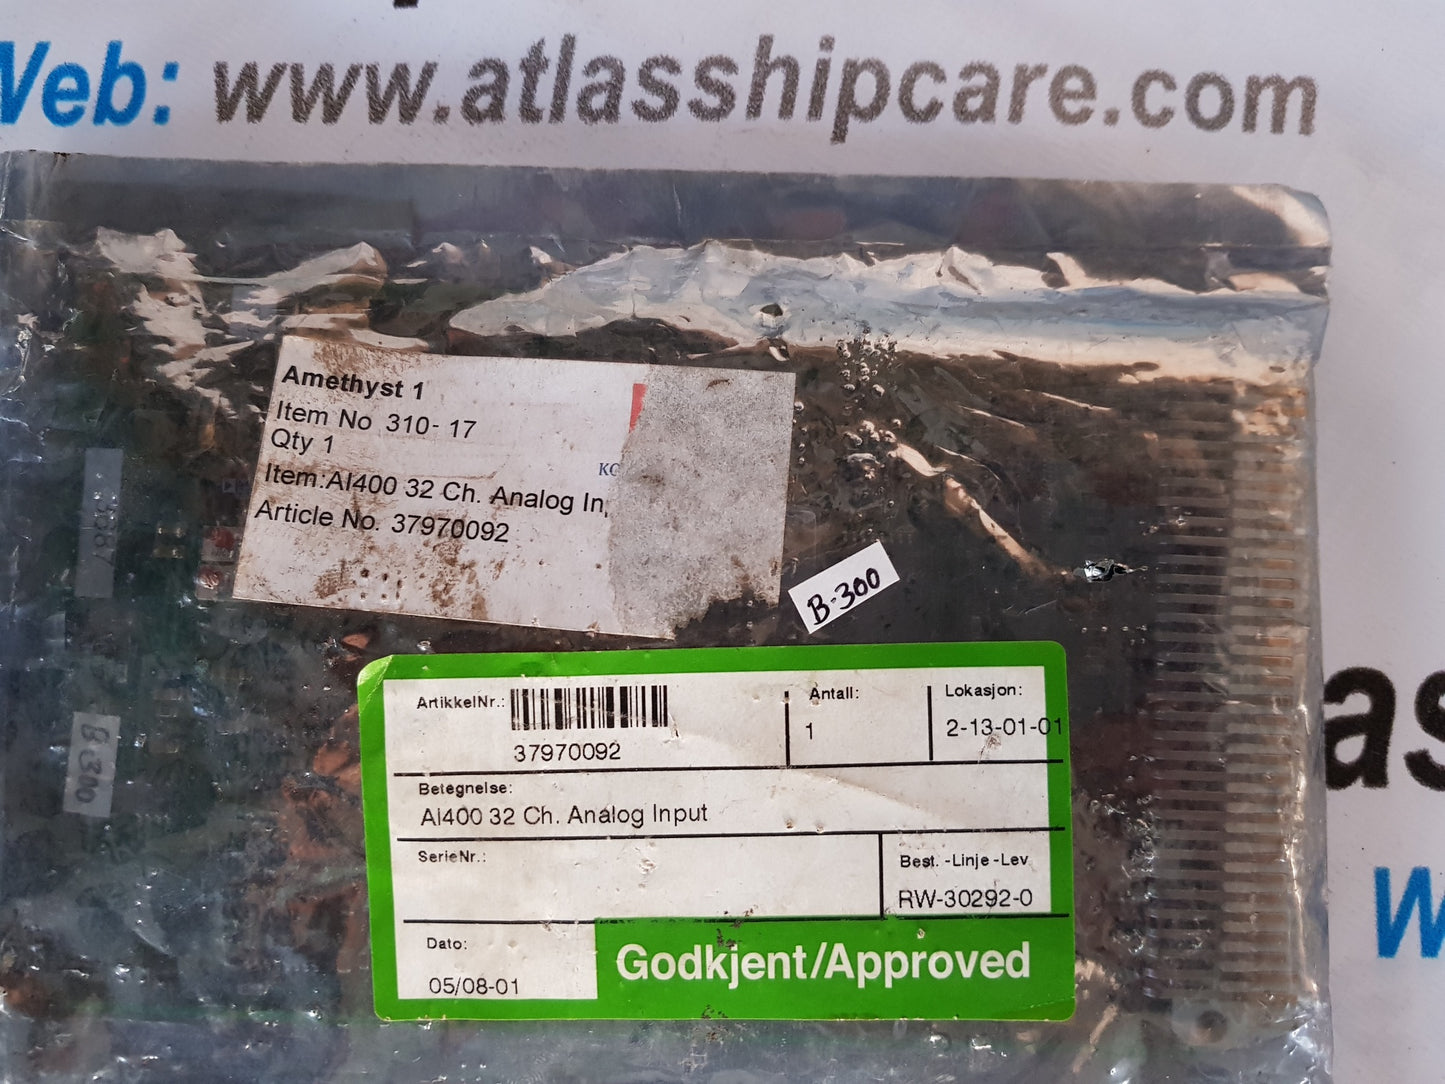 Web: www.atlasshipcare.com
Amethyst 1
Item No 310- 17
Qty 1
Item:AI400 32 Ch. Analog In
Article No. 37970092
KO
B-300
B300
ArtikkelNr.:
37970092
Antall:
1
Lokasjon:
2-13-01-01
Betegnelse:
AI400 32 Ch. Analog Input
SerieNr.:
Best. -Linje -Lev
RW-30292-0
Dato:
05/08-01
Godkjent/Approved
as
W